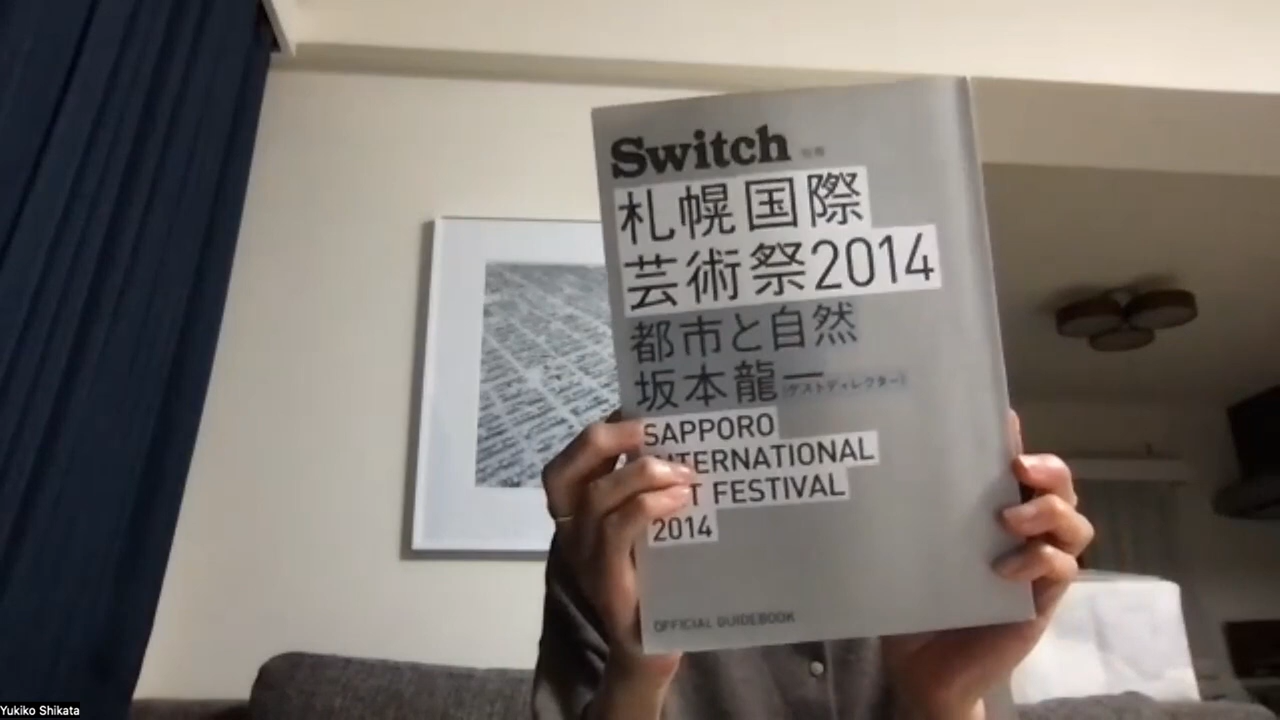 Switch
札幌国際
芸術祭2014
都市と自然
坂本龍一 (ゲストディレクター)
SAPPORO
INTERNATIONAL
FESTIVAL
2014
OFFICIAL GUIDEBOOK
Yukiko Shikata